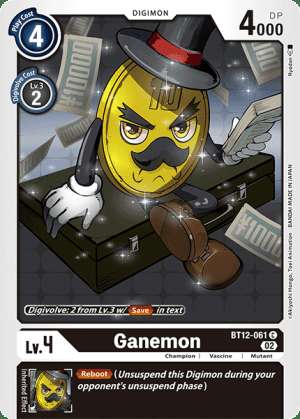 DIGIMON
Play Cost
4
4000
DP
Digivolve Cost
Lv.3
2
10
¥10000
Ryodan
©Akiyoshi Hongo, Toei Animation BANDAI MADE IN JAPAN
Digivolve: 2 from Lv.3 w/ Save in text
BT12-061 C
Lv.4
Ganemon
02
Champion | Vaccine | Mutant
Inherited Effect
Reboot (Unsuspend this Digimon during your
opponent's unsuspend phase)